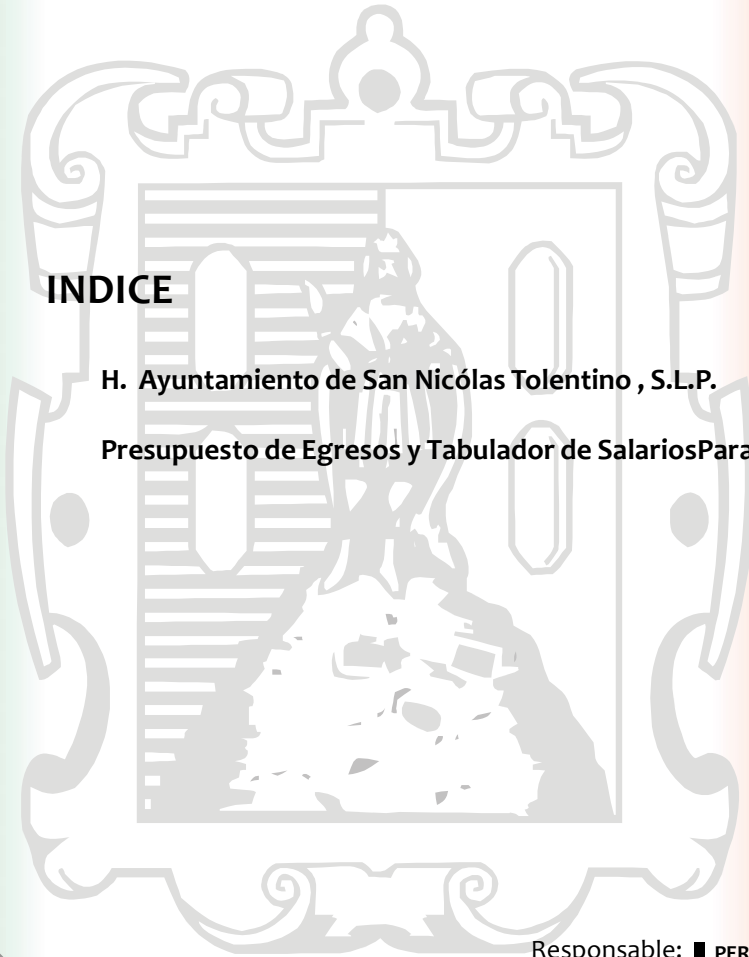 INDICE
H. Ayuntamiento de San Nicólas Tolentino , S.L.P.
Presupuesto de Egresos y Tabulador de SalariosPara
Responsable: